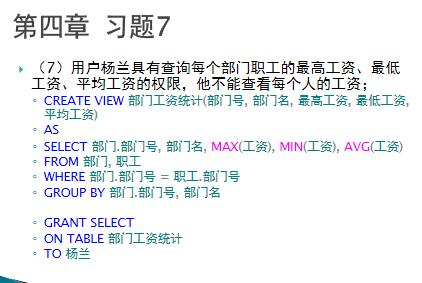 第四章 习题7
（7）用户杨兰具有查询每个部门职工的最高工资、最低
工资、平均工资的权限，他不能查看每个人的工资；
CREATE VIEW 部门工资统计(部门号, 部门名, 最高工资, 最低工资,
平均工资)
AS
SELECT 部门.部门号, 部门名, MAX(工资), MIN(工资), AVG(工资)
FROM 部门, 职工
WHERE 部门.部门号 = 职工.部门号
GROUP BY 部门.部门号, 部门名
GRANT SELECT
ON TABLE 部门工资统计
TO 杨兰